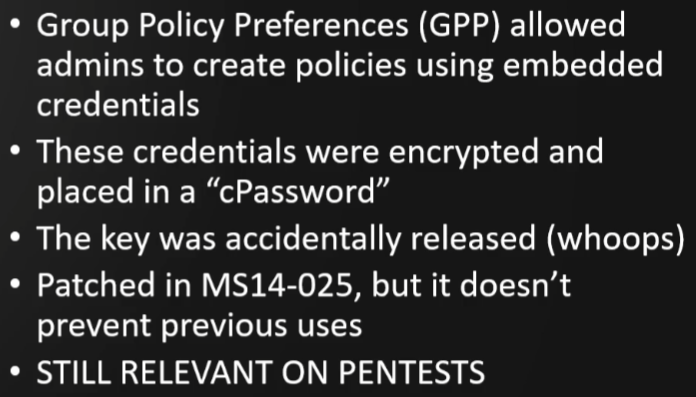 • Group Policy Preferences (GPP) allowed
admins to create policies using embedded
credentials
• These credentials were encrypted and
placed in a “cPassword”
• The key was accidentally released (whoops)
• Patched in MS14-025, but it doesn’t
prevent previous uses
• STILL RELEVANT ON PENTESTS